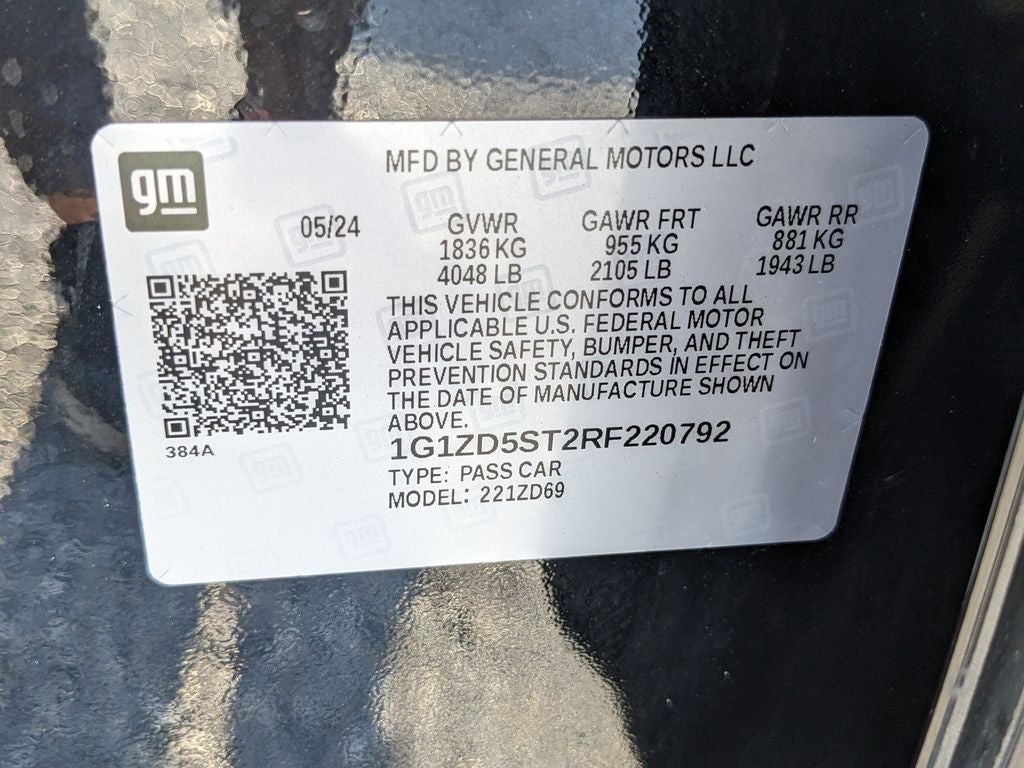 MFD BY GENERAL MOTORS LLC
gm
05/24
GVWR GAWR FRT GAWR RR
1836 KG 955 KG 881 KG
4048 LB 2105 LB 1943 LB
THIS VEHICLE CONFORMS TO ALL
APPLICABLE U.S. FEDERAL MOTOR
VEHICLE SAFETY, BUMPER, AND THEFT
PREVENTION STANDARDS IN EFFECT ON
THE DATE OF MANUFACTURE SHOWN
ABOVE.
384A
1G1ZD5ST2RF220792
TYPE: PASS CAR
MODEL: 221ZD69